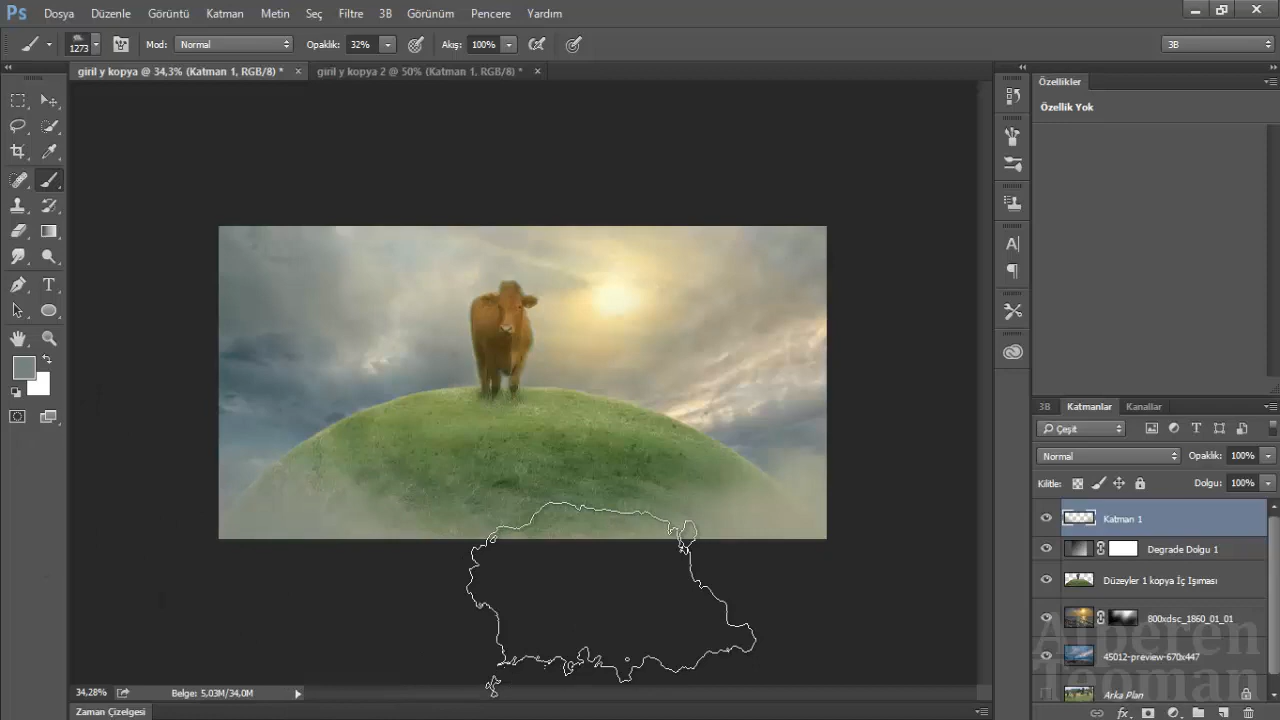 Ps Dosya Düzenle Görüntü Katman Metin Seç Filtre 3B Görünüm Pencere Yardım
1273 Mod: Normal Opaklık: 32% Akış: 100% 3B
giril y kopya @ 34,3% (Katman 1, RGB/8) * × giril y kopya 2 @ 50% (Katman 1, RGB/8) * ×
Özellikler
Özellik Yok
3B Katmanlar Kanallar
Çeşit
Normal Opaklık: 100%
Kilitle: Dolgu: 100%
Katman 1
Degrade Dolgu 1
Düzeyler 1 kopya İç Işıması
800xdsc_1860_01_01
45012-preview-670x447
Arka Plan
Alperen
Teoman
34,28% Belge: 5,03M/34,0M
Zaman Çizelgesi